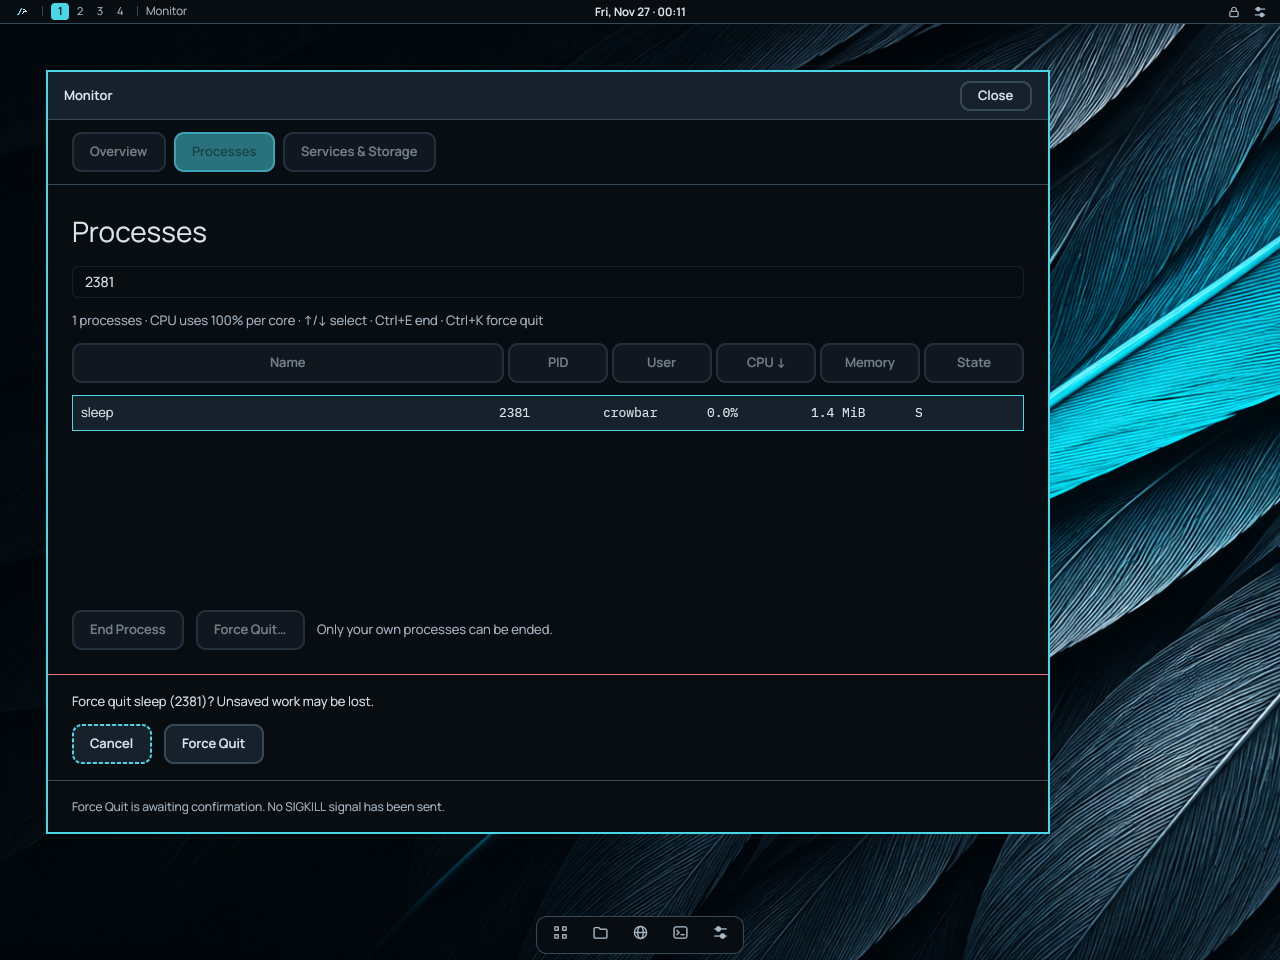 1 2 3 4 Monitor Fri, Nov 27 · 00:11
Monitor Close
Overview Processes Services & Storage
Processes
2381
1 processes · CPU uses 100% per core · ↑/↓ select · Ctrl+E end · Ctrl+K force quit
Name PID User CPU ↓ Memory State
sleep 2381 crowbar 0.0% 1.4 MiB S
End Process Force Quit... Only your own processes can be ended.
Force quit sleep (2381)? Unsaved work may be lost.
Cancel Force Quit
Force Quit is awaiting confirmation. No SIGKILL signal has been sent.